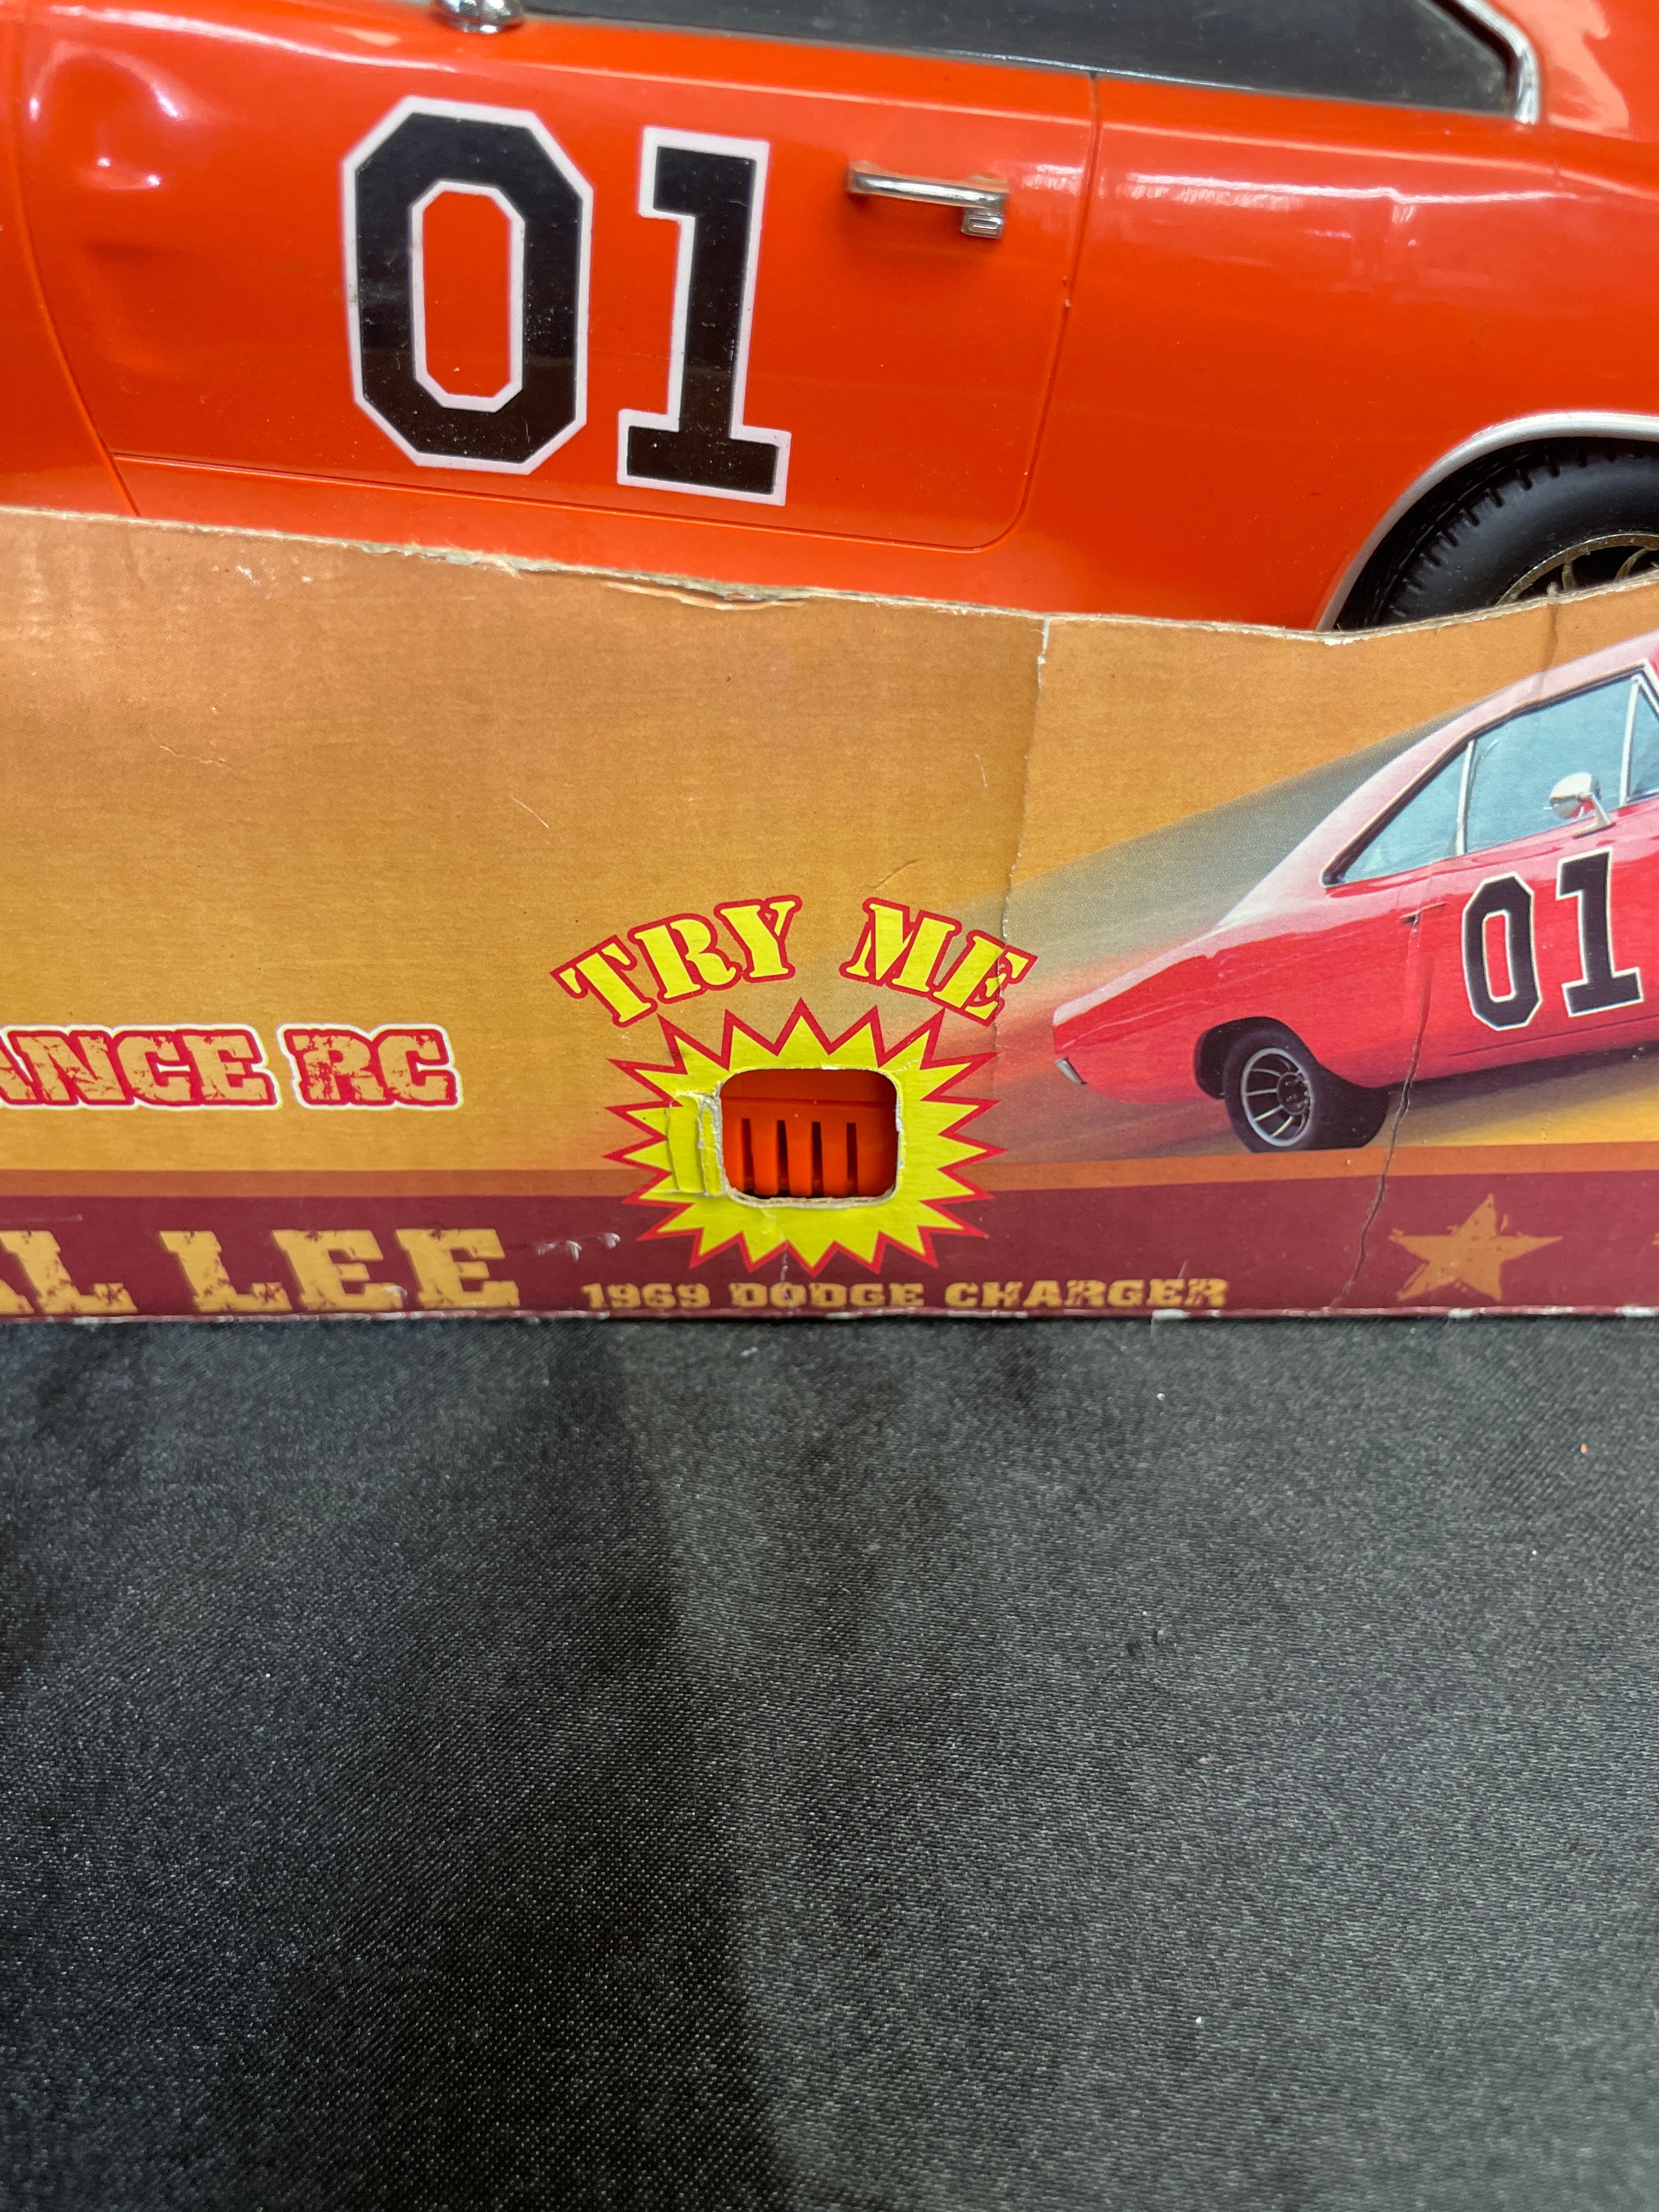 01
TRY ME
01
ANCE RC
AL LEE
1969 DODGE CHARGER